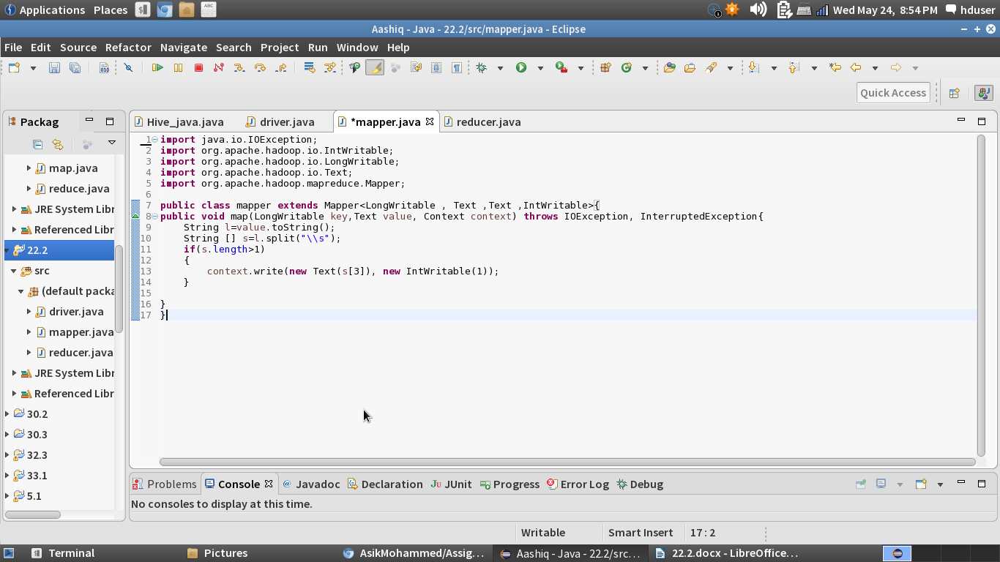 Applications Places Wed May 24, 8:54 PM hduser
Aashiq - Java - 22.2/src/mapper.java - Eclipse
File Edit Source Refactor Navigate Search Project Run Window Help
Quick Access
Packag
map.java
reduce.java
JRE System Libr
Referenced Libr
22.2
src
(default packa
driver.java
mapper.java
reducer.java
JRE System Libr
Referenced Libr
30.2
30.3
32.3
33.1
5.1
Hive_java.java driver.java *mapper.java reducer.java
1 import java.io.IOException;
2 import org.apache.hadoop.io.IntWritable;
3 import org.apache.hadoop.io.LongWritable;
4 import org.apache.hadoop.io.Text;
5 import org.apache.hadoop.mapreduce.Mapper;
6
7 public class mapper extends Mapper<LongWritable , Text ,Text ,IntWritable>{
8 public void map(LongWritable key,Text value, Context context) throws IOException, InterruptedException{
9 String l=value.toString();
10 String [] s=l.split("\\s");
11 if(s.length>1)
12 {
13 context.write(new Text(s[3]), new IntWritable(1));
14 }
15
16 }
17 }
Problems Console Javadoc Declaration JUnit Progress Error Log Debug
No consoles to display at this time.
Writable Smart Insert 17 : 2
Terminal Pictures AsikMohammed/Assig... Aashiq - Java - 22.2/src... 22.2.docx - LibreOffice...